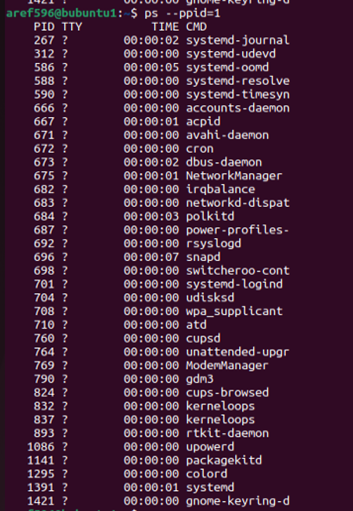 1421 ? 00:00:00 gnome-keyring-d
aref596@bubuntu1:~$ ps --ppid=1
PID TTY TIME CMD
267 ? 00:00:02 systemd-journal
312 ? 00:00:00 systemd-udevd
586 ? 00:00:05 systemd-oomd
588 ? 00:00:00 systemd-resolve
590 ? 00:00:00 systemd-timesyn
666 ? 00:00:00 accounts-daemon
667 ? 00:00:01 acpid
671 ? 00:00:00 avahi-daemon
672 ? 00:00:00 cron
673 ? 00:00:02 dbus-daemon
675 ? 00:00:01 NetworkManager
682 ? 00:00:00 irqbalance
683 ? 00:00:00 networkd-dispat
684 ? 00:00:03 polkitd
687 ? 00:00:00 power-profiles-
692 ? 00:00:00 rsyslogd
696 ? 00:00:07 snapd
698 ? 00:00:00 switcheroo-cont
701 ? 00:00:00 systemd-logind
704 ? 00:00:00 udisksd
708 ? 00:00:00 wpa_supplicant
710 ? 00:00:00 atd
760 ? 00:00:00 cupsd
764 ? 00:00:00 unattended-upgr
769 ? 00:00:00 ModemManager
790 ? 00:00:00 gdm3
824 ? 00:00:00 cups-browsed
832 ? 00:00:00 kerneloops
837 ? 00:00:00 kerneloops
893 ? 00:00:00 rtkit-daemon
1086 ? 00:00:00 upowerd
1141 ? 00:00:00 packagekitd
1295 ? 00:00:00 colord
1391 ? 00:00:01 systemd
1421 ? 00:00:00 gnome-keyring-d